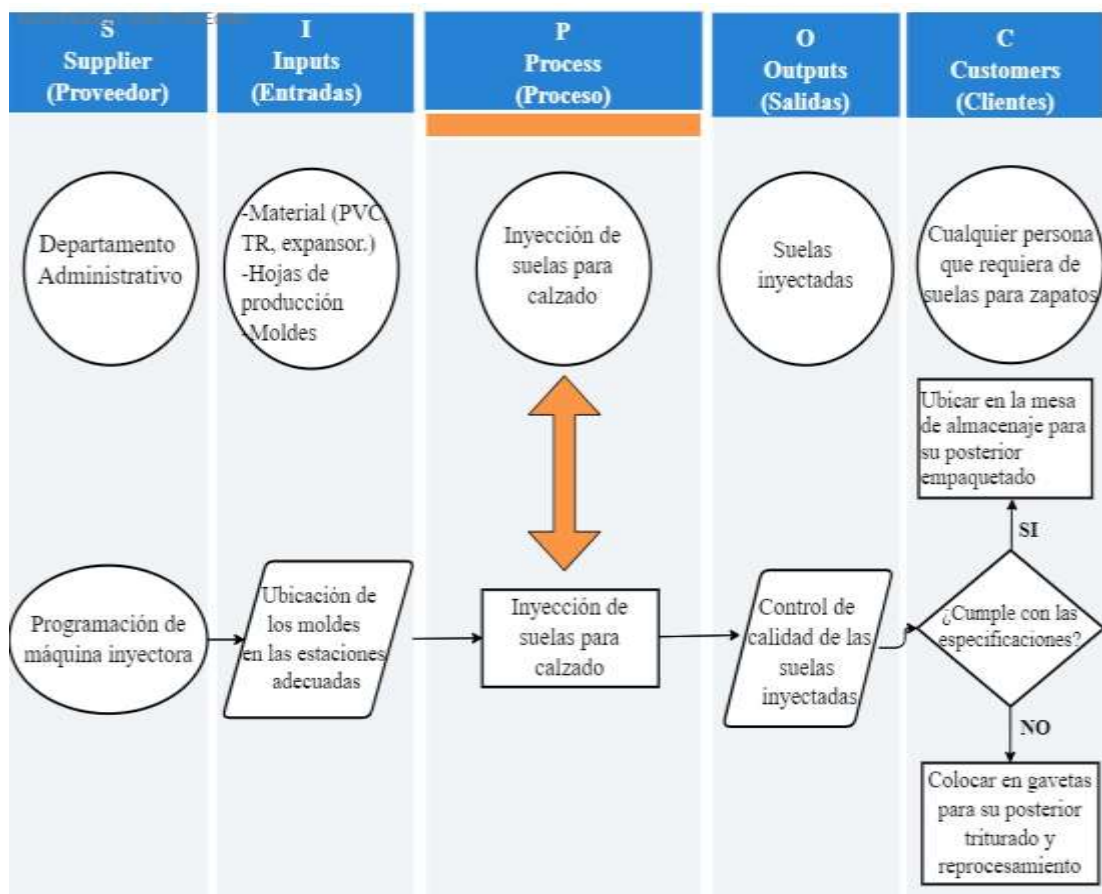 S
Supplier
(Proveedor)
I
Inputs
(Entradas)
P
Process
(Proceso)
O
Outputs
(Salidas)
C
Customers
(Clientes)
Departamento
Administrativo
-Material (PVC,
TR, expansor.)
-Hojas de
producción
-Moldes
Inyección de
suelas para
calzado
Suelas
inyectadas
Cualquier persona
que requiera de
suelas para zapatos
Ubicar en la mesa
de almacenaje para
su posterior
empaquetado
SI
Programación de
máquina inyectora
Ubicación de
los moldes
en las estaciones
adecuadas
Inyección de
suelas para
calzado
Control de
calidad de las
suelas
inyectadas
¿Cumple con las
especificaciones?
NO
Colocar en gavetas
para su posterior
triturado y
reprocesamiento